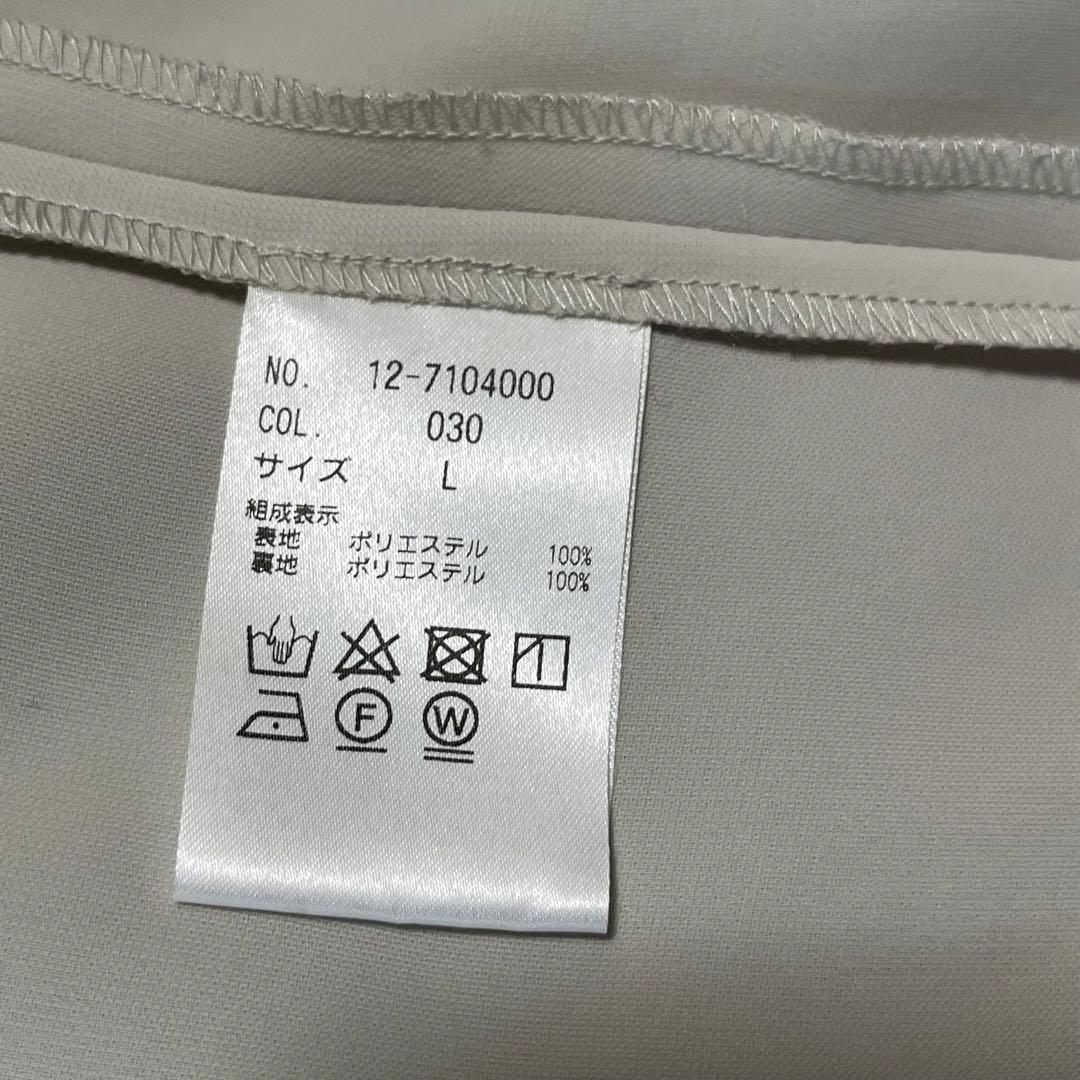 NO. 12-7104000
COL. 030
サイズ L
組成表示
表地 ポリエステル 100%
裏地 ポリエステル 100%
F W